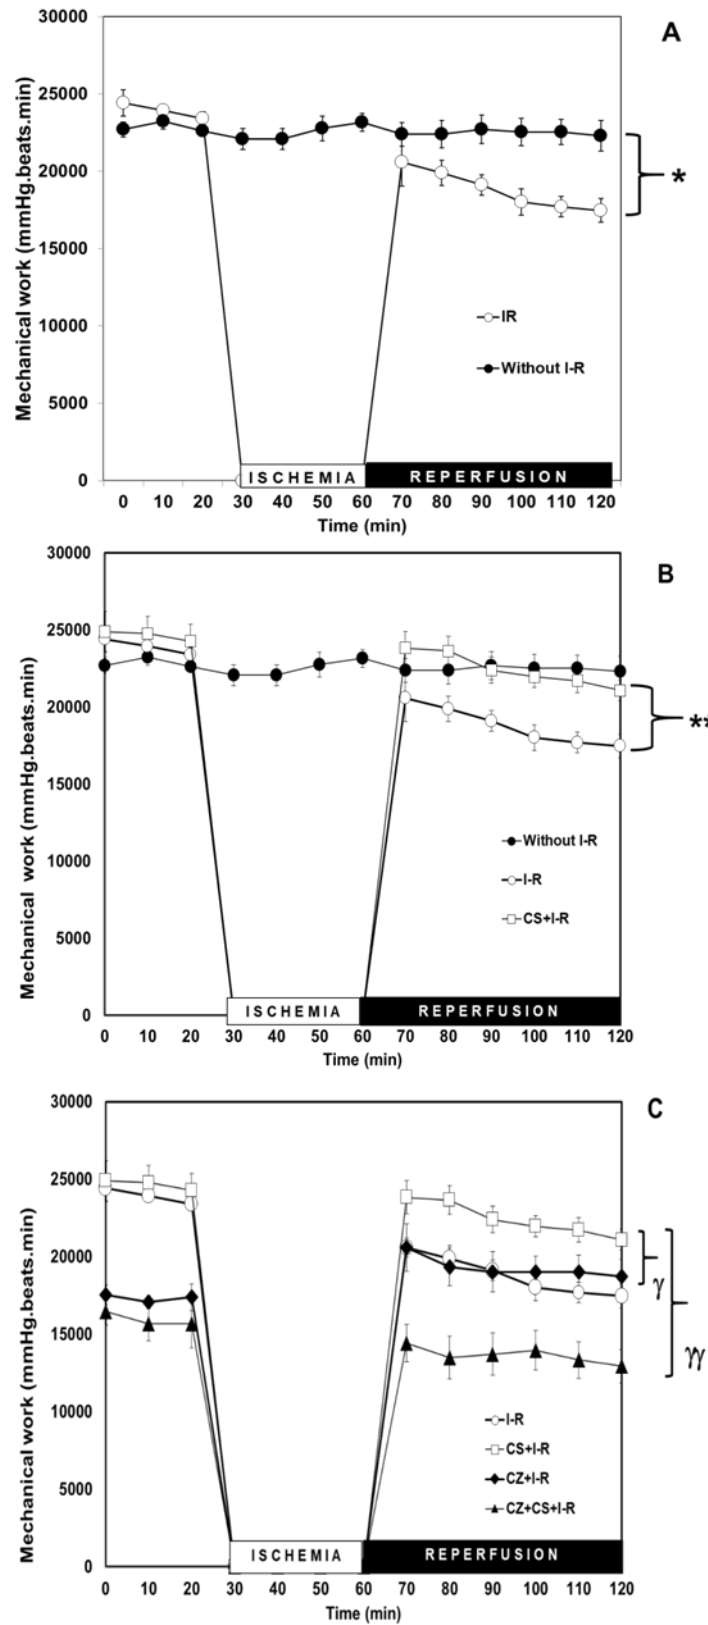 A
Mechanical work (mmHg.beats.min)
30000
25000
20000
15000
10000
5000
0
*
IR
Without I-R
ISCHEMIA REPERFUSION
0 10 20 30 40 50 60 70 80 90 100 110 120
Time (min)
B
Mechanical work (mmHg.beats.min)
30000
25000
20000
15000
10000
5000
0
**
Without I-R
I-R
CS+I-R
ISCHEMIA REPERFUSION
0 10 20 30 40 50 60 70 80 90 100 110 120
Time (min)
C
Mechanical work (mmHg.beats.min)
30000
25000
20000
15000
10000
5000
0
γ
γγ
I-R
CS+I-R
CZ+I-R
CZ+CS+I-R
ISCHEMIA REPERFUSION
0 10 20 30 40 50 60 70 80 90 100 110 120
Time (min)